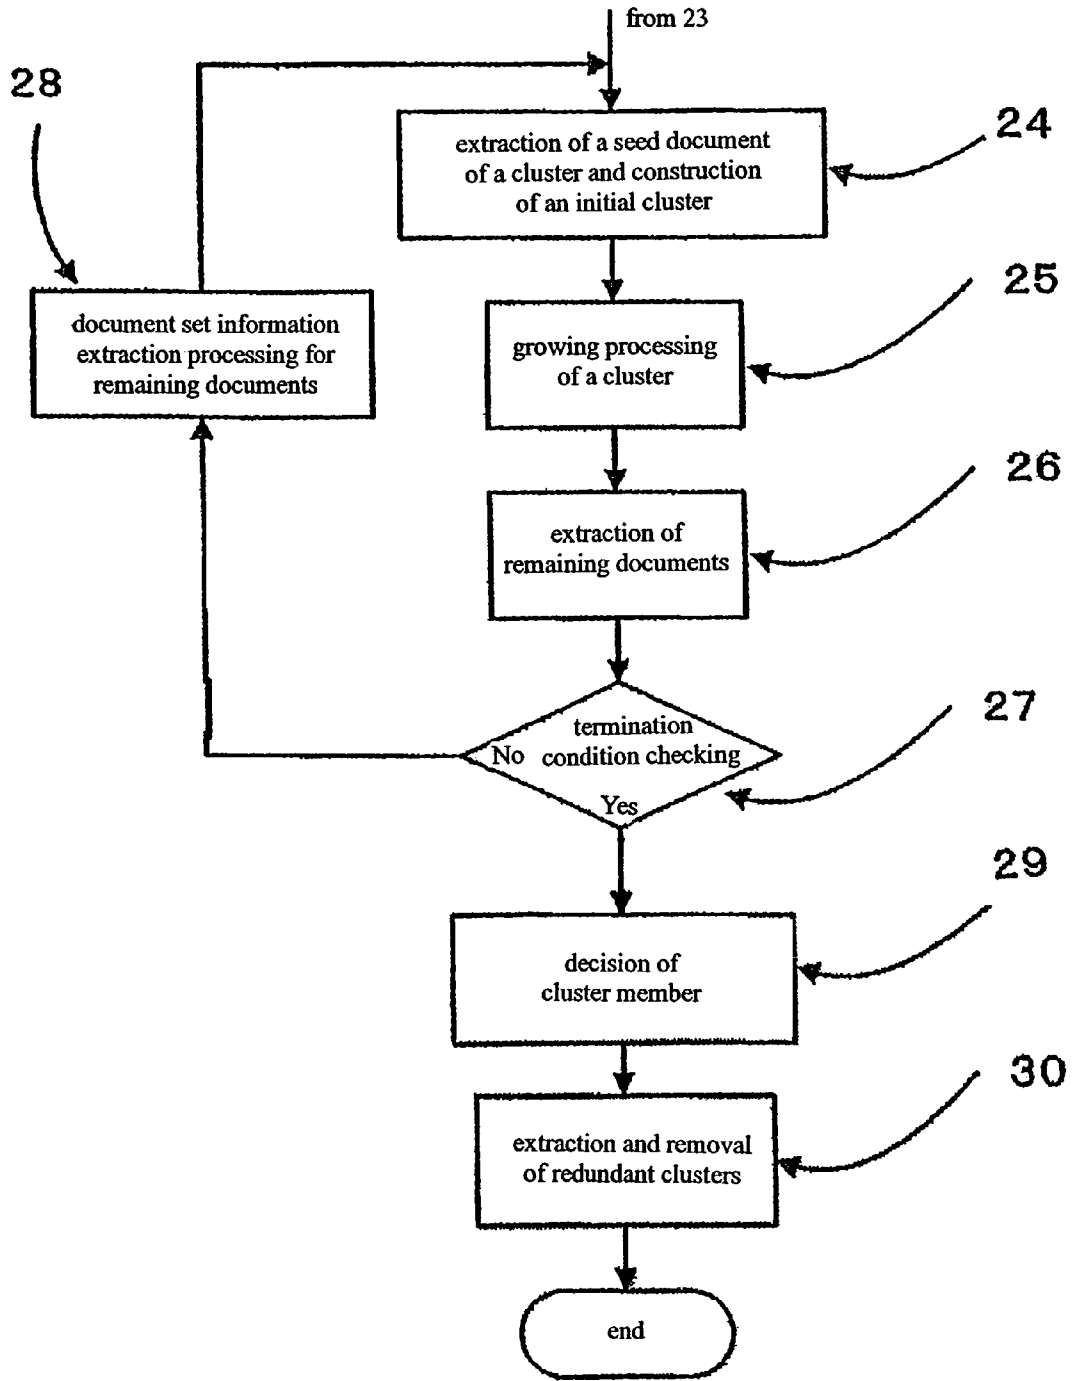 from 23
28
24
extraction of a seed document
of a cluster and construction
of an initial cluster
25
document set information
extraction processing for
remaining documents
growing processing
of a cluster
26
extraction of
remaining documents
27
termination
No condition checking
Yes
29
decision of
cluster member
30
extraction and removal
of redundant clusters
end